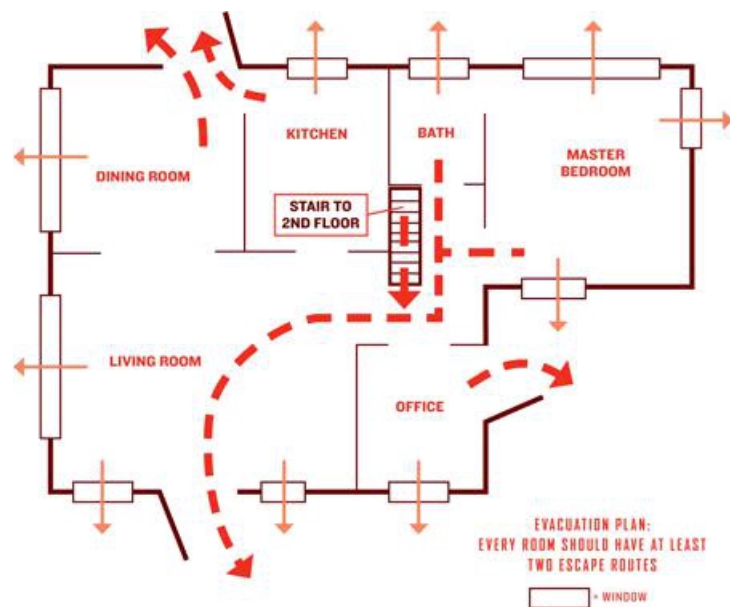 KITCHEN
BATH
MASTER
BEDROOM
DINING ROOM
STAIR TO
2ND FLOOR
LIVING ROOM
OFFICE
EVACUATION PLAN:
EVERY ROOM SHOULD HAVE AT LEAST
TWO ESCAPE ROUTES
= WINDOW